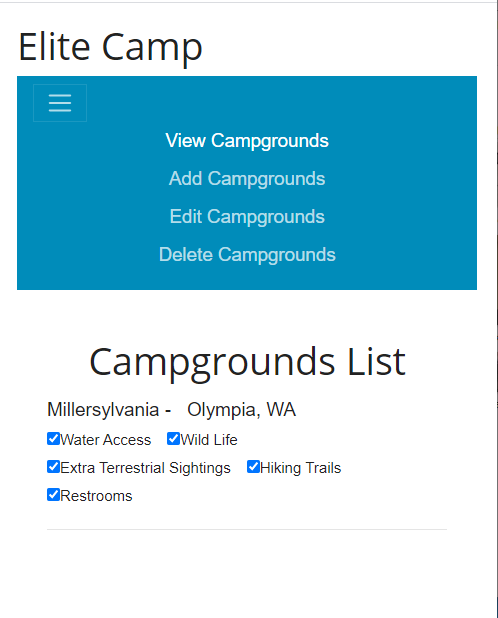 Elite Camp
View Campgrounds
Add Campgrounds
Edit Campgrounds
Delete Campgrounds
Campgrounds List
Millersylvania - Olympia, WA
Water Access Wild Life
Extra Terrestrial Sightings Hiking Trails
Restrooms